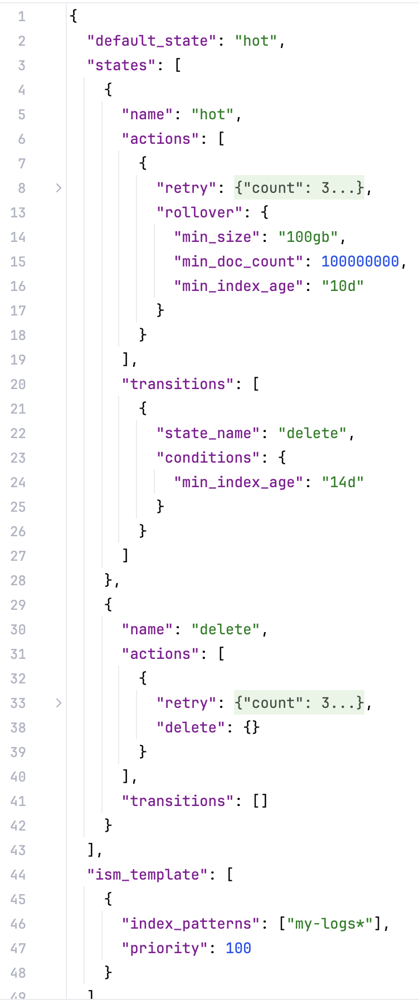 1 {
2 "default_state": "hot",
3 "states": [
4 {
5 "name": "hot",
6 "actions": [
7 {
8 "retry": {"count": 3...},
13 "rollover": {
14 "min_size": "100gb",
15 "min_doc_count": 100000000,
16 "min_index_age": "10d"
17 }
18 }
19 ],
20 "transitions": [
21 {
22 "state_name": "delete",
23 "conditions": {
24 "min_index_age": "14d"
25 }
26 }
27 ]
28 },
29 {
30 "name": "delete",
31 "actions": [
32 {
33 "retry": {"count": 3...},
38 "delete": {}
39 }
40 ],
41 "transitions": []
42 }
43 ],
44 "ism_template": [
45 {
46 "index_patterns": ["my-logs*"],
47 "priority": 100
48 }
49 ]